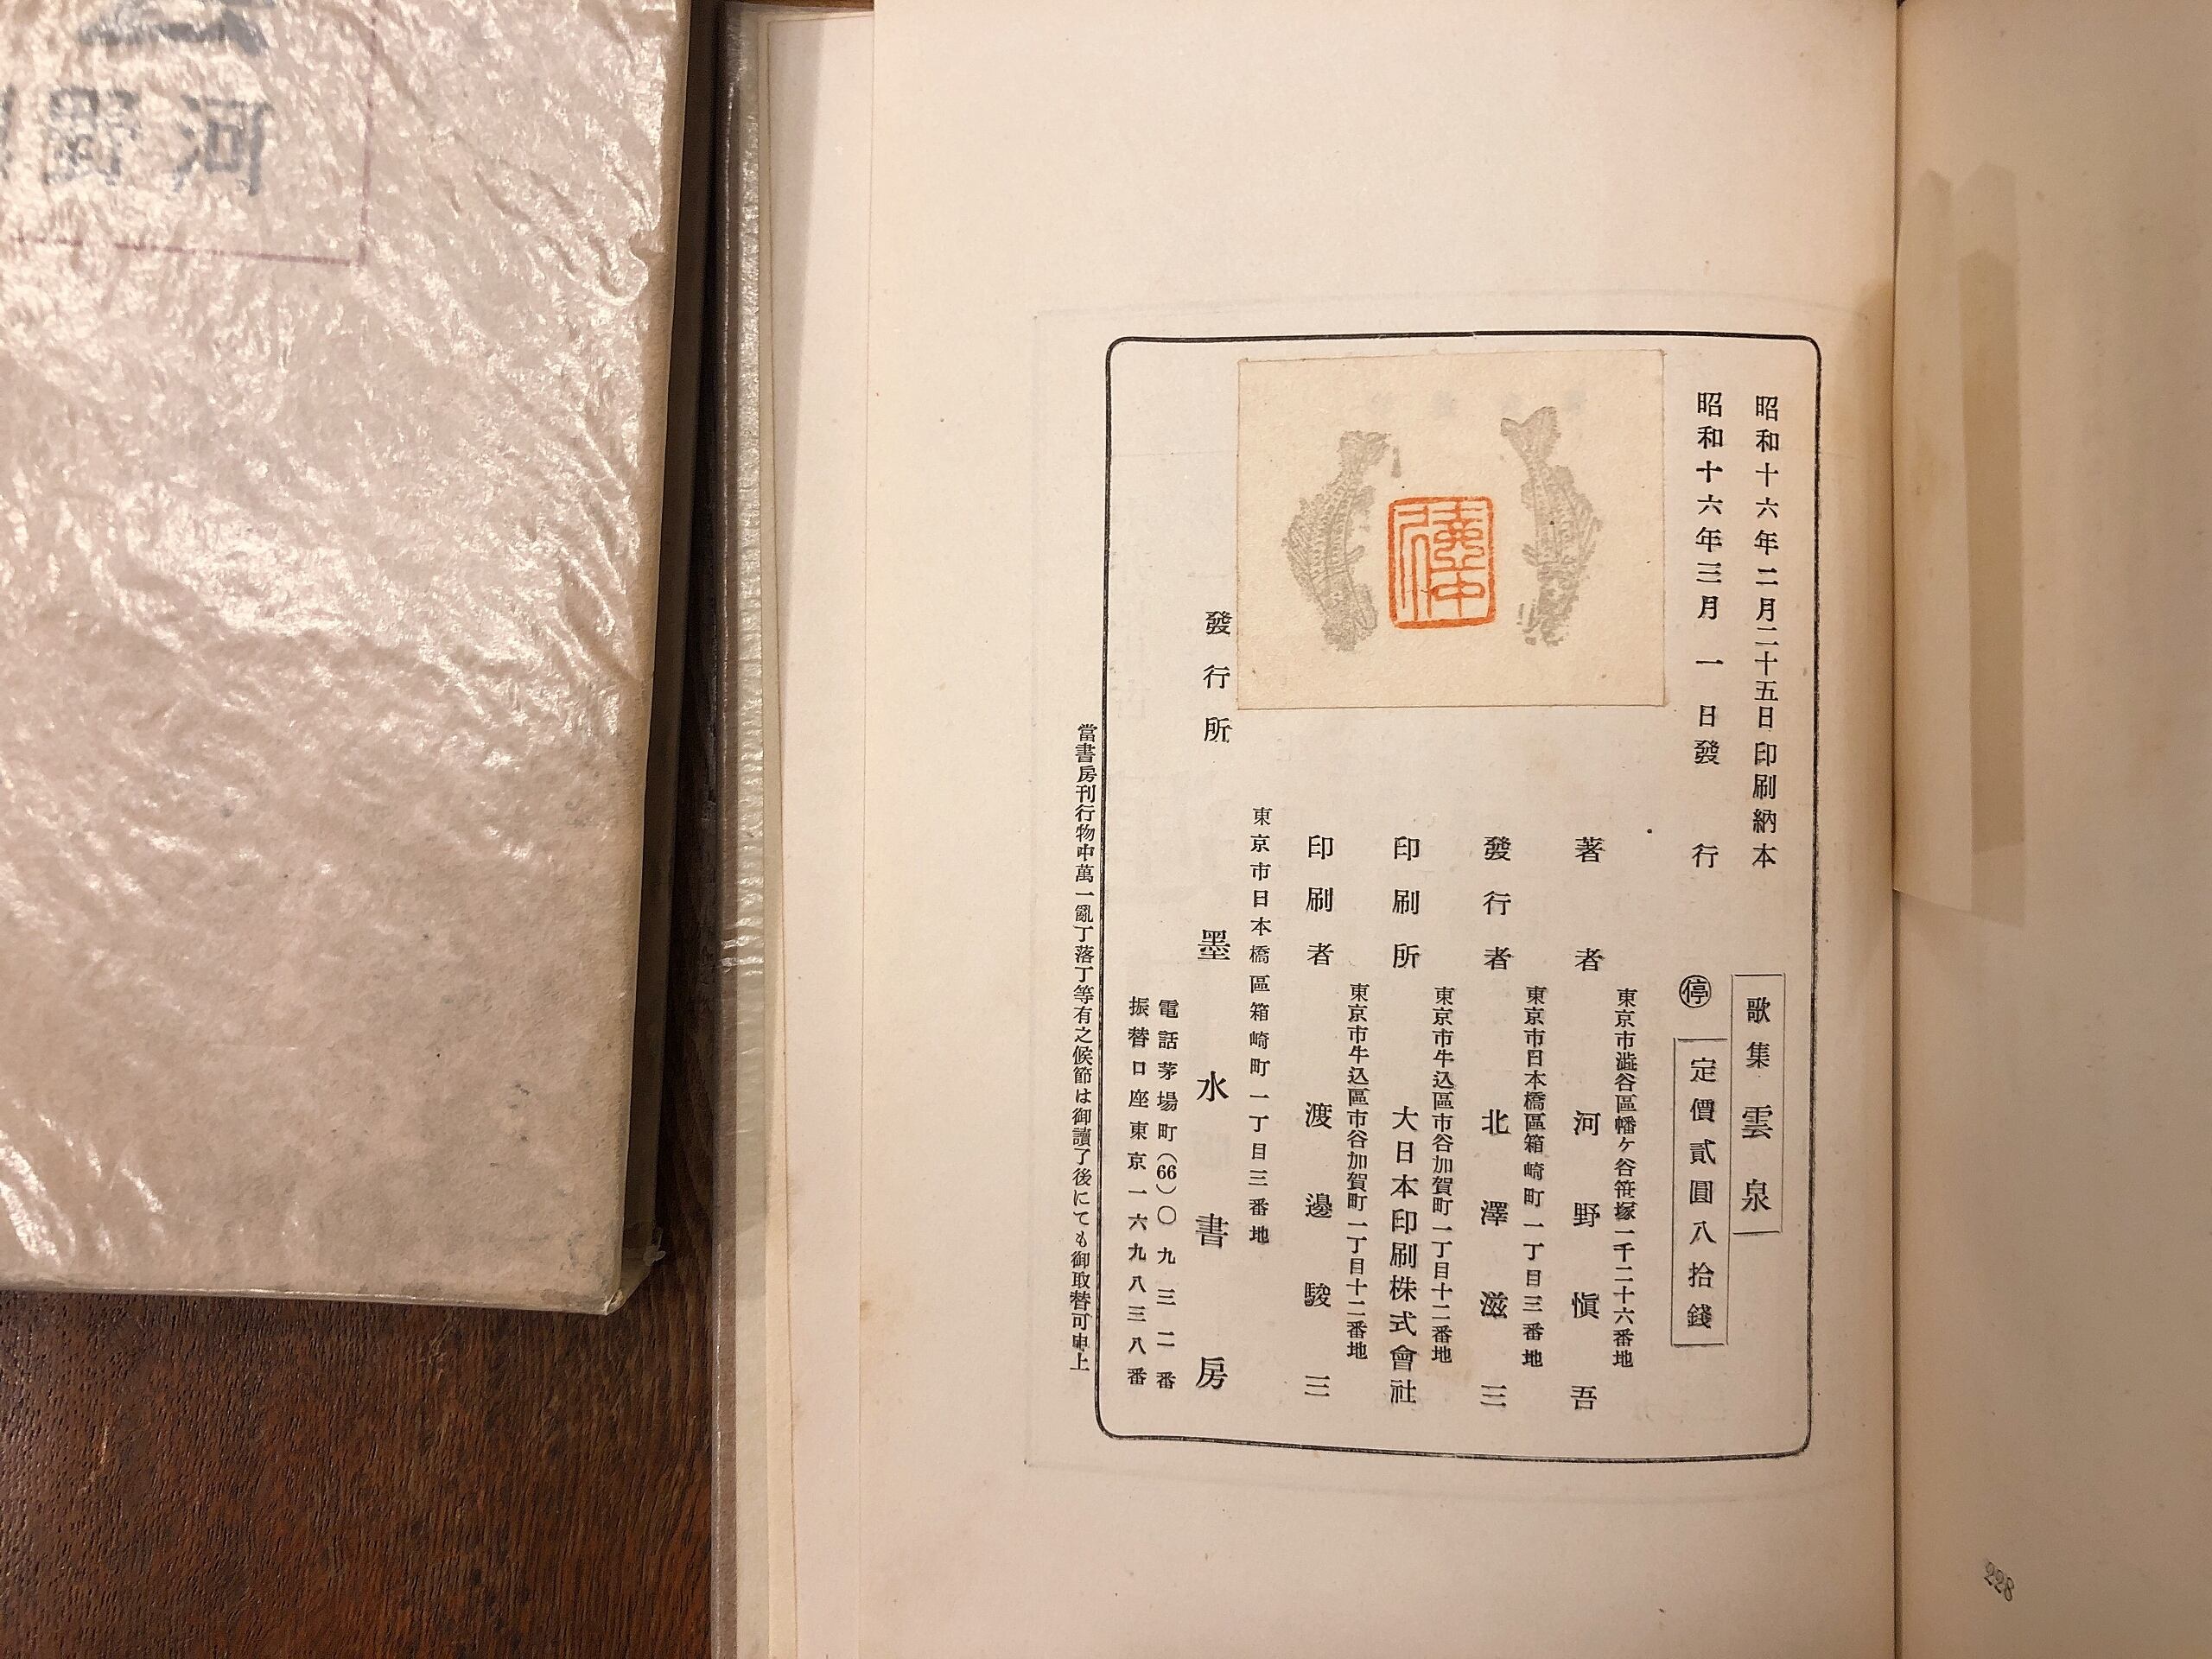 昭和十六年二月二十五日印刷納本
昭和十六年三月一日發行
歌集 雲泉
停
定價貳圓八拾錢
東京市澁谷區幡ケ谷笹塚一千二十六番地
著者 河野愼吾
東京市日本橋區箱崎町一丁目三番地
發行者 北澤滋三
東京市牛込區市谷加賀町一丁目十二番地
印刷所 大日本印刷株式會社
東京市牛込區市谷加賀町一丁目十二番地
印刷者 渡邊駿三
東京市日本橋區箱崎町一丁目三番地
發行所 墨水書房
電話茅場町(66)〇九三二番
振替口座東京一六九八三八番
當書房刊行物中萬一亂丁落丁等有之候節は御讀了後にても御取替可申上
228